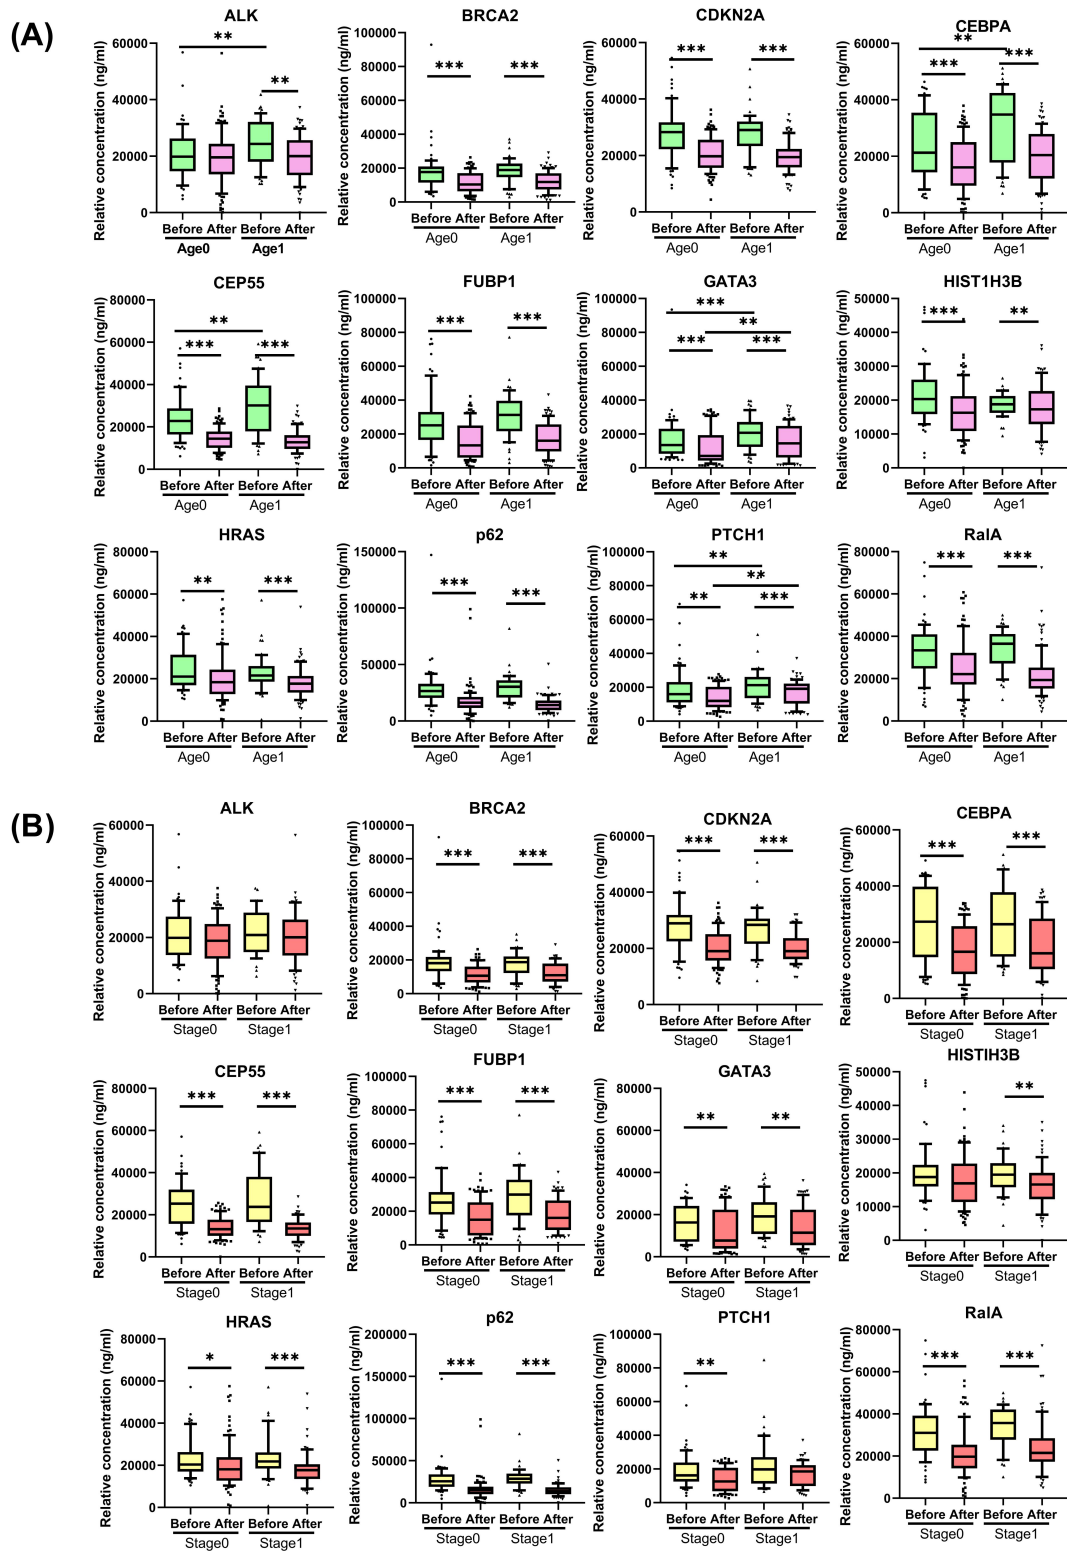 (A)
ALK
BRCA2
CDKN2A
CEBPA
Relative concentration (ng/ml)
60000
40000
20000
0
Before After Before After
Age0 Age1
**
**
Relative concentration (ng/ml)
100000
80000
60000
40000
20000
0
Before After Before After
Age0 Age1
***
***
Relative concentration (ng/ml)
60000
40000
20000
0
Before After Before After
Age0 Age1
***
***
Relative concentration (ng/ml)
60000
40000
20000
0
Before After Before After
Age0 Age1
**
***
***
CEP55
FUBP1
GATA3
HIST1H3B
Relative concentration (ng/ml)
80000
60000
40000
20000
0
Before After Before After
Age0 Age1
**
***
***
Relative concentration (ng/ml)
100000
80000
60000
40000
20000
0
Before After Before After
Age0 Age1
***
***
Relative concentration (ng/ml)
100000
80000
60000
40000
20000
0
Before After Before After
Age0 Age1
***
**
***
***
Relative concentration (ng/ml)
50000
40000
30000
20000
10000
0
Before After Before After
Age0 Age1
***
**
HRAS
p62
PTCH1
RalA
Relative concentration (ng/ml)
80000
60000
40000
20000
0
Before After Before After
Age0 Age1
**
***
Relative concentration (ng/ml)
150000
100000
50000
0
Before After Before After
Age0 Age1
***
***
Relative concentration (ng/ml)
100000
80000
60000
40000
20000
0
Before After Before After
Age0 Age1
**
**
**
***
Relative concentration (ng/ml)
80000
60000
40000
20000
0
Before After Before After
Age0 Age1
***
***
(B)
ALK
BRCA2
CDKN2A
CEBPA
Relative concentration (ng/ml)
60000
40000
20000
0
Before After Before After
Stage0 Stage1
Relative concentration (ng/ml)
100000
80000
60000
40000
20000
0
Before After Before After
Stage0 Stage1
***
***
Relative concentration (ng/ml)
60000
40000
20000
0
Before After Before After
Stage0 Stage1
***
***
Relative concentration (ng/ml)
60000
40000
20000
0
Before After Before After
Stage0 Stage1
***
***
CEP55
FUBP1
GATA3
HISTIH3B
Relative concentration (ng/ml)
80000
60000
40000
20000
0
Before After Before After
Stage0 Stage1
***
***
Relative concentration (ng/ml)
100000
80000
60000
40000
20000
0
Before After Before After
Stage0 Stage1
***
***
Relative concentration (ng/ml)
80000
60000
40000
20000
0
Before After Before After
Stage0 Stage1
**
**
Relative concentration (ng/ml)
50000
40000
30000
20000
10000
0
Before After Before After
Stage0 Stage1
**
HRAS
p62
PTCH1
RalA
Relative concentration (ng/ml)
80000
60000
40000
20000
0
Before After Before After
Stage0 Stage1
*
***
Relative concentration (ng/ml)
200000
150000
100000
50000
0
Before After Before After
Stage0 Stage1
***
***
Relative concentration (ng/ml)
100000
80000
60000
40000
20000
0
Before After Before After
Stage0 Stage1
**
Relative concentration (ng/ml)
80000
60000
40000
20000
0
Before After Before After
Stage0 Stage1
***
***